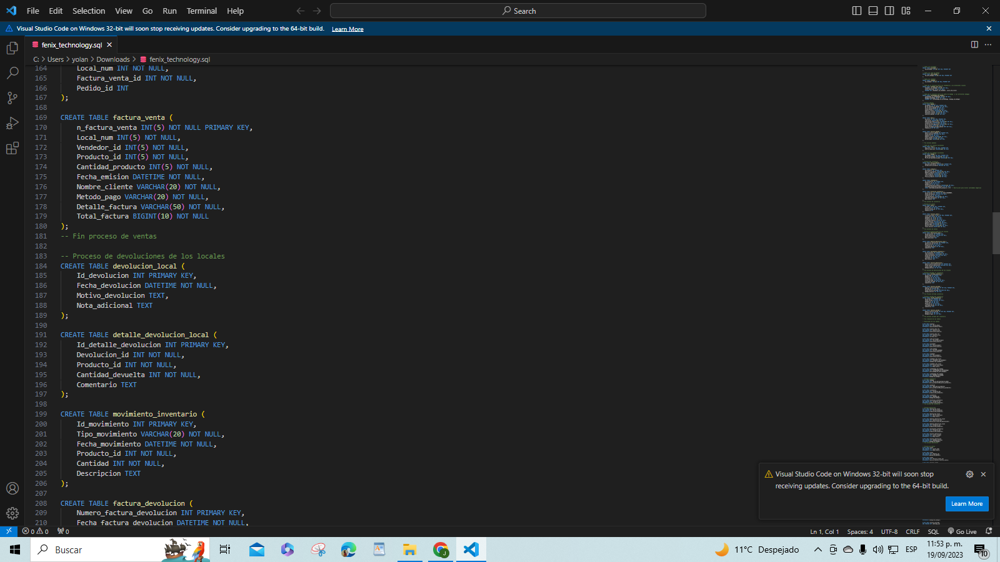 File Edit Selection View Go Run Terminal Help
Search
Visual Studio Code on Windows 32-bit will soon stop receiving updates. Consider upgrading to the 64-bit build. Learn More
fenix_technology.sql
C: > Users > yolan > Downloads > fenix_technology.sql
164 Local_num INT NOT NULL,
165 Factura_venta_id INT NOT NULL,
166 Pedido_id INT
167 );
168
169 CREATE TABLE factura_venta (
170 n_factura_venta INT(5) NOT NULL PRIMARY KEY,
171 Local_num INT(5) NOT NULL,
172 Vendedor_id INT(5) NOT NULL,
173 Producto_id INT(5) NOT NULL,
174 Cantidad_producto INT(5) NOT NULL,
175 Fecha_emision DATETIME NOT NULL,
176 Nombre_cliente VARCHAR(20) NOT NULL,
177 Metodo_pago VARCHAR(20) NOT NULL,
178 Detalle_factura VARCHAR(50) NOT NULL,
179 Total_factura BIGINT(10) NOT NULL
180 );
181 -- Fin proceso de ventas
182
183 -- Proceso de devoluciones de los locales
184 CREATE TABLE devolucion_local (
185 Id_devolucion INT PRIMARY KEY,
186 Fecha_devolucion DATETIME NOT NULL,
187 Motivo_devolucion TEXT,
188 Nota_adicional TEXT
189 );
190
191 CREATE TABLE detalle_devolucion_local (
192 Id_detalle_devolucion INT PRIMARY KEY,
193 Devolucion_id INT NOT NULL,
194 Producto_id INT NOT NULL,
195 Cantidad_devuelta INT NOT NULL,
196 Comentario TEXT
197 );
198
199 CREATE TABLE movimiento_inventario (
200 Id_movimiento INT PRIMARY KEY,
201 Tipo_movimiento VARCHAR(20) NOT NULL,
202 Fecha_movimiento DATETIME NOT NULL,
203 Producto_id INT NOT NULL,
204 Cantidad INT NOT NULL,
205 Descripcion TEXT
206 );
207
208 CREATE TABLE factura_devolucion (
209 Numero_factura_devolucion INT PRIMARY KEY,
210 Fecha_factura_devolucion DATETIME NOT NULL,
Visual Studio Code on Windows 32-bit will soon stop
receiving updates. Consider upgrading to the 64-bit build.
Learn More
0 0 0
Ln 1, Col 1 Spaces: 4 UTF-8 CRLF SQL Go Live
Buscar
11°C Despejado
ESP
11:53 p. m.
19/09/2023
10